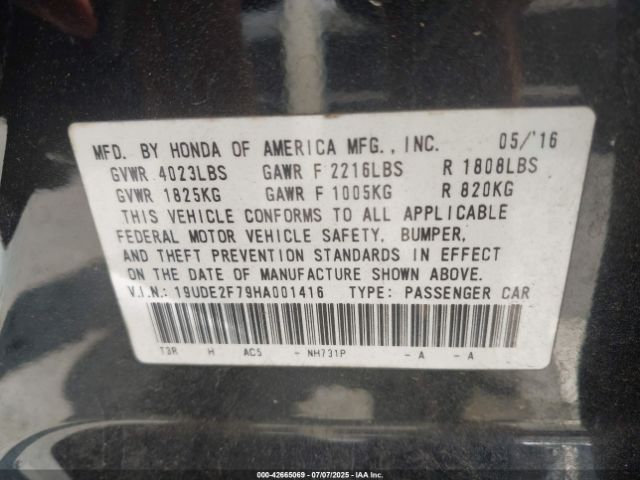 MFD. BY HONDA OF AMERICA MFG., INC. 05/'16
GVWR 4023LBS GAWR F 2216LBS R 1808LBS
GVWR 1825KG GAWR F 1005KG R 820KG
THIS VEHICLE CONFORMS TO ALL APPLICABLE
FEDERAL MOTOR VEHICLE SAFETY, BUMPER,
AND THEFT PREVENTION STANDARDS IN EFFECT
ON THE DATE OF MANUFACTURE SHOWN ABOVE.
V.I.N.: 19UDE2F79HA001416 TYPE: PASSENGER CAR
T3R H AC5 - NH731P - A - A
000-42665069 - 07/07/2025 - IAA Inc.